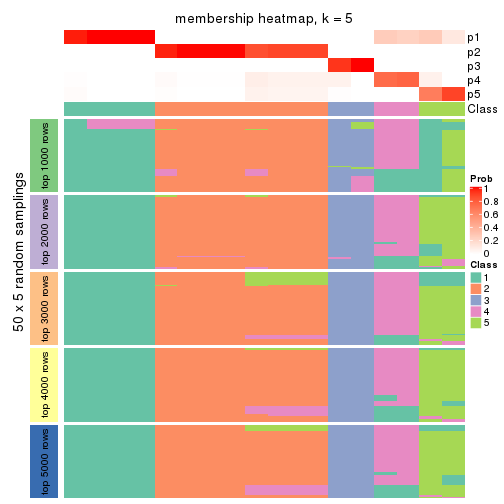 membership heatmap, k = 5
p1
p2
p3
p4
p5
Class
50 x 5 random samplings
top 1000 rows
top 2000 rows
top 3000 rows
top 4000 rows
top 5000 rows
Prob
1
0.8
0.6
0.4
0.2
0
Class
1
2
3
4
5